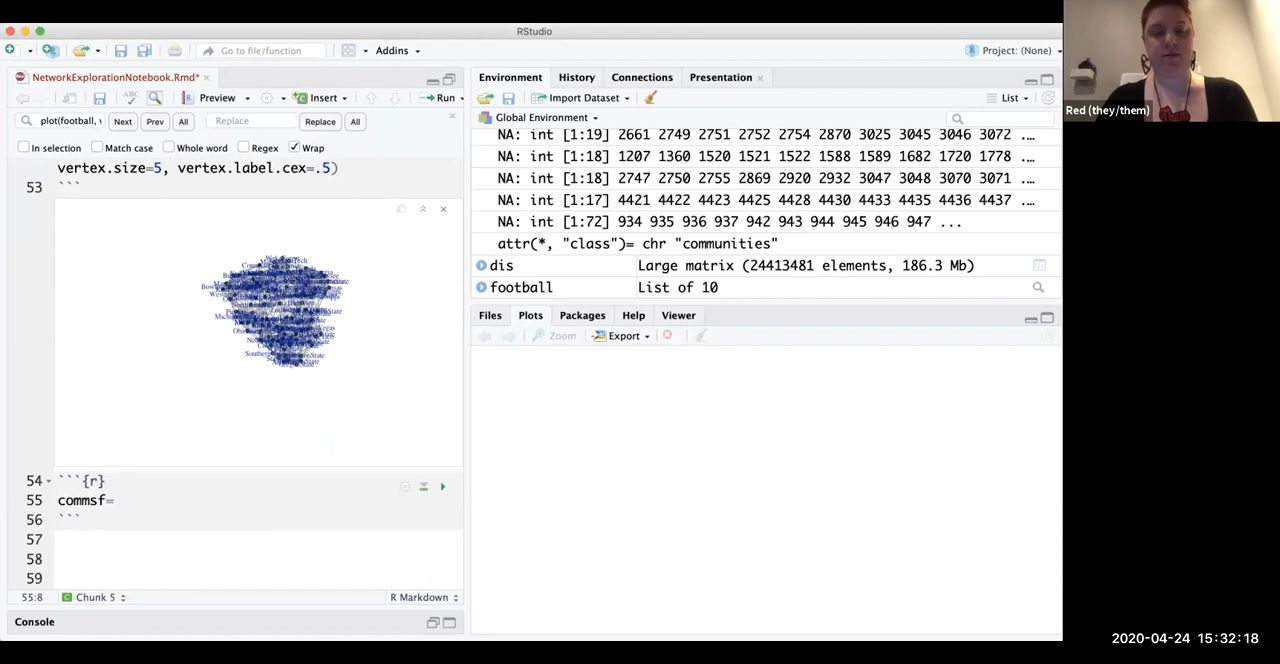 RStudio
Go to file/function
Addins
Project: (None)
NetworkExplorationNotebook.Rmd*
Preview
Insert
Run
plot(football, v
Next
Prev
All
Replace
Replace
All
In selection
Match case
Whole word
Regex
Wrap
vertex.size=5, vertex.label.cex=.5)
53 ```
54 ```{r}
55 commsf=
56 ```
57
58
59
55:8
Chunk 5
R Markdown
Console
Environment
History
Connections
Presentation
Import Dataset
List
Global Environment
NA: int [1:19] 2661 2749 2751 2752 2754 2870 3025 3045 3046 3072 ...
NA: int [1:18] 1207 1360 1520 1521 1522 1588 1589 1682 1720 1778 ...
NA: int [1:18] 2747 2750 2755 2869 2920 2932 3047 3048 3070 3071 ...
NA: int [1:17] 4421 4422 4423 4425 4428 4430 4433 4435 4436 4437 ...
NA: int [1:72] 934 935 936 937 942 943 944 945 946 947 ...
attr(*, "class")= chr "communities"
dis Large matrix (24413481 elements, 186.3 Mb)
football List of 10
Files
Plots
Packages
Help
Viewer
Zoom
Export
Red (they/them)
2020-04-24 15:32:18